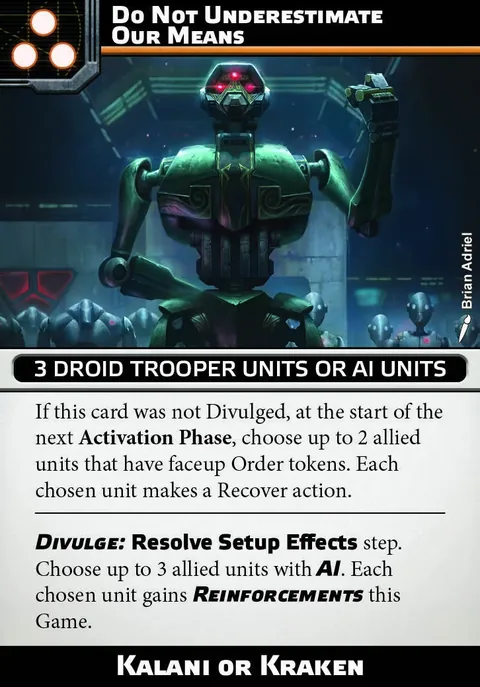 Do Not Underestimate
Our Means
Brian Adriel
3 DROID TROOPER UNITS OR AI UNITS
If this card was not Divulged, at the start of the
next Activation Phase, choose up to 2 allied
units that have faceup Order tokens. Each
chosen unit makes a Recover action.
Divulge: Resolve Setup Effects step.
Choose up to 3 allied units with AI. Each
chosen unit gains Reinforcements this
Game.
Kalani or Kraken